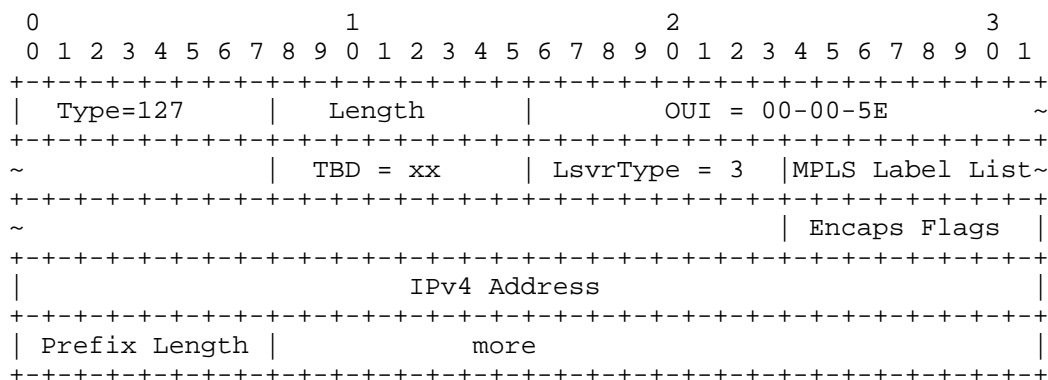 0                   1                   2                   3
 0 1 2 3 4 5 6 7 8 9 0 1 2 3 4 5 6 7 8 9 0 1 2 3 4 5 6 7 8 9 0 1
+-+-+-+-+-+-+-+-+-+-+-+-+-+-+-+-+-+-+-+-+-+-+-+-+-+-+-+-+-+-+-+-+
|  Type=127     |   Length      |        OUI = 00-00-5E         ~
+-+-+-+-+-+-+-+-+-+-+-+-+-+-+-+-+-+-+-+-+-+-+-+-+-+-+-+-+-+-+-+-+
~               |  TBD = xx     | LsvrType = 3  |MPLS Label List~
+-+-+-+-+-+-+-+-+-+-+-+-+-+-+-+-+-+-+-+-+-+-+-+-+-+-+-+-+-+-+-+-+
~                                               | Encaps Flags  |
+-+-+-+-+-+-+-+-+-+-+-+-+-+-+-+-+-+-+-+-+-+-+-+-+-+-+-+-+-+-+-+-+
|                        IPv4 Address                           |
+-+-+-+-+-+-+-+-+-+-+-+-+-+-+-+-+-+-+-+-+-+-+-+-+-+-+-+-+-+-+-+-+
| Prefix Length |            more                               |
+-+-+-+-+-+-+-+-+-+-+-+-+-+-+-+-+-+-+-+-+-+-+-+-+-+-+-+-+-+-+-+-+